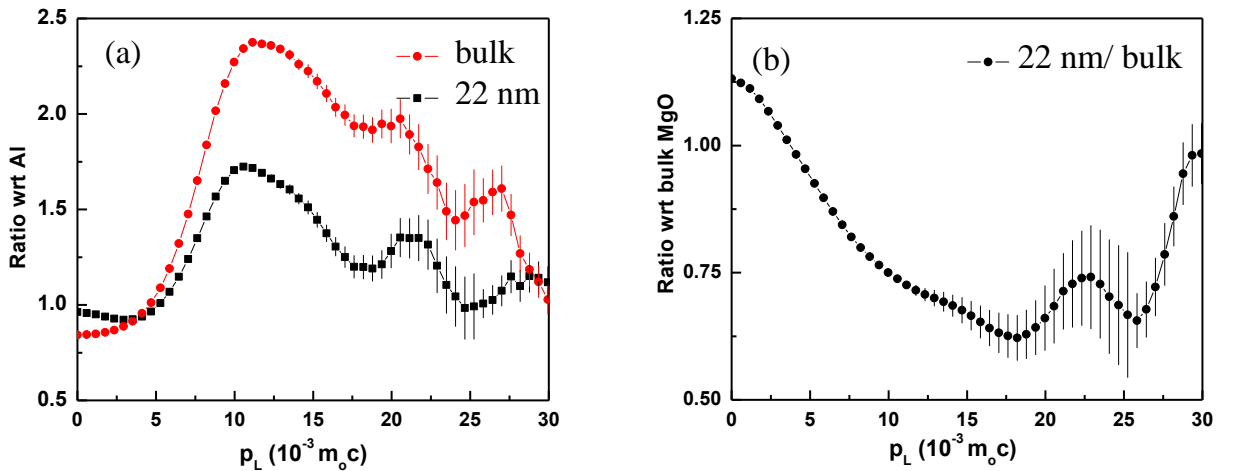 (a)
bulk
22 nm
Ratio wrt Al
2.5
2.0
1.5
1.0
0.5
0 5 10 15 20 25 30
p_L (10^-3 m_o c)
(b)
22 nm/ bulk
Ratio wrt bulk MgO
1.25
1.00
0.75
0.50
0 5 10 15 20 25 30
p_L (10^-3 m_o c)